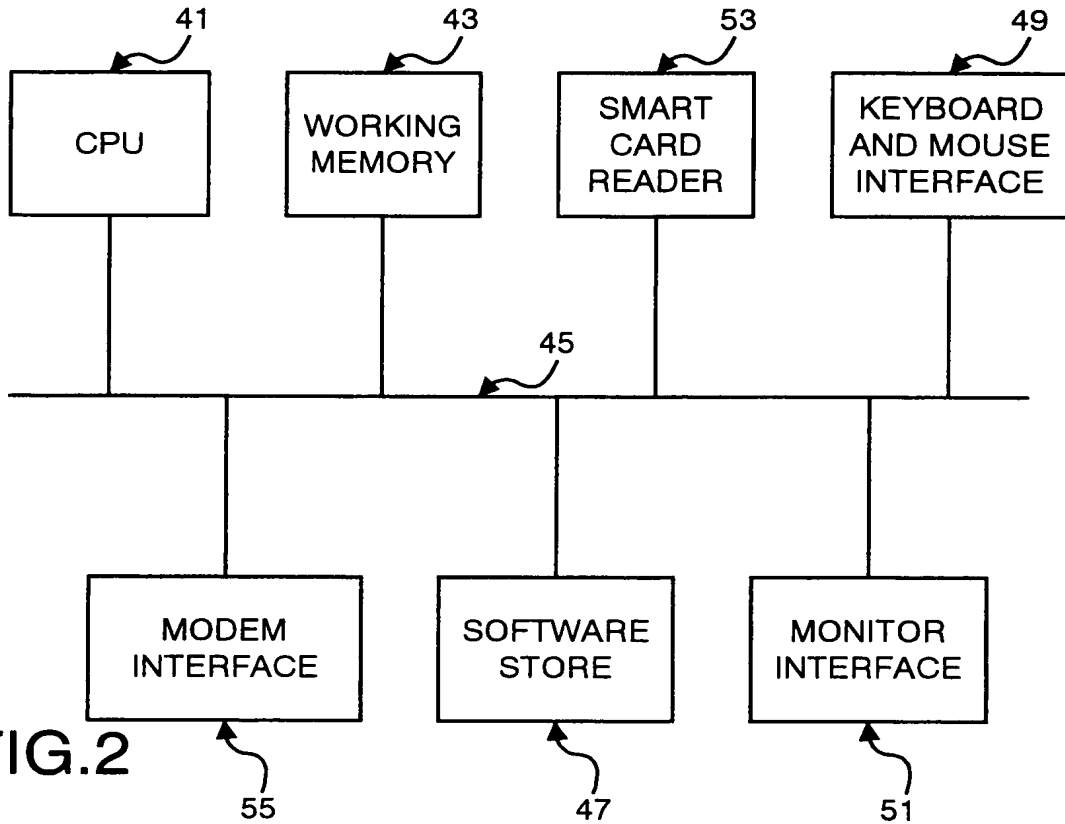 41
43
53
49
CPU
WORKING
MEMORY
SMART
CARD
READER
KEYBOARD
AND MOUSE
INTERFACE
45
MODEM
INTERFACE
SOFTWARE
STORE
MONITOR
INTERFACE
FIG.2
55
47
51